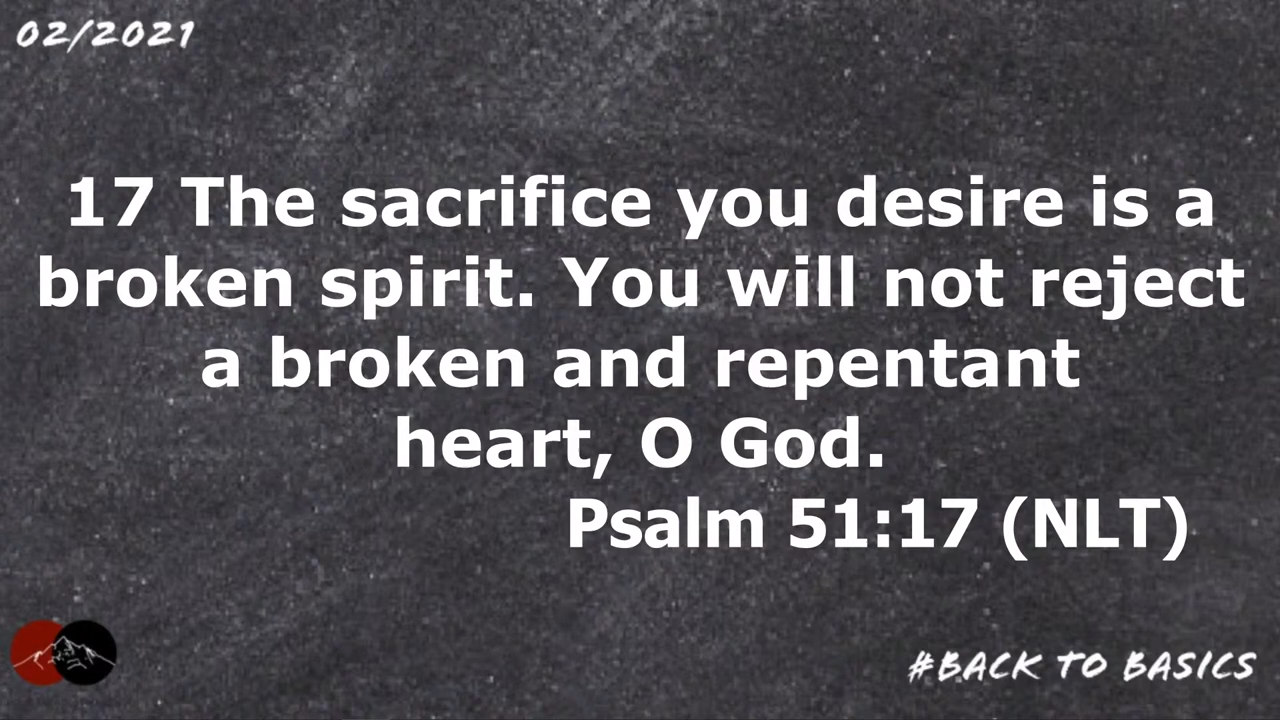 02/2021
17 The sacrifice you desire is a
broken spirit. You will not reject
a broken and repentant
heart, O God.
Psalm 51:17 (NLT)
#BACK TO BASICS